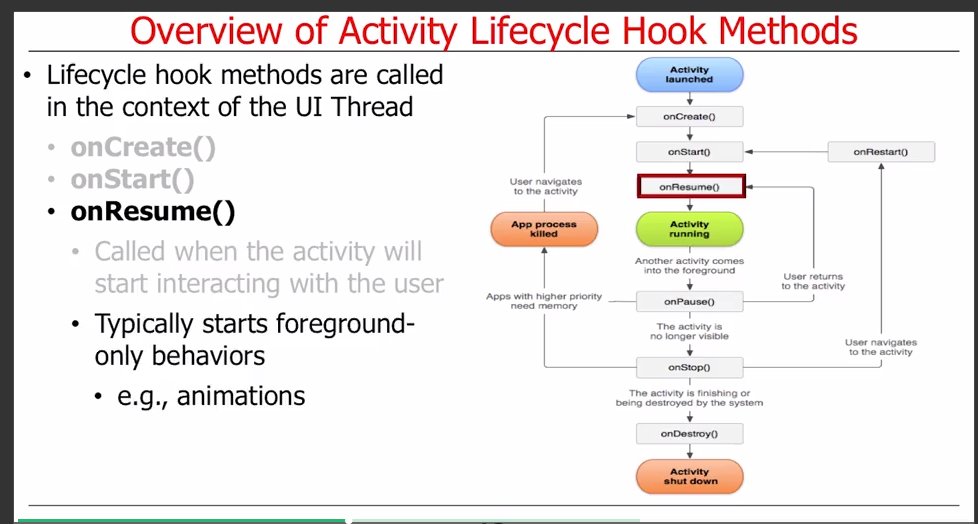 Overview of Activity Lifecycle Hook Methods
• Lifecycle hook methods are called
in the context of the UI Thread
• onCreate()
• onStart()
• onResume()
• Called when the activity will
start interacting with the user
• Typically starts foreground-
only behaviors
• e.g., animations
Activity
launched
onCreate()
onStart()
onRestart()
onResume()
User navigates
to the activity
App process
killed
Activity
running
Another activity comes
into the foreground
User returns
to the activity
Apps with higher priority
need memory
onPause()
The activity is
no longer visible
User navigates
to the activity
onStop()
The activity is finishing or
being destroyed by the system
onDestroy()
Activity
shut down